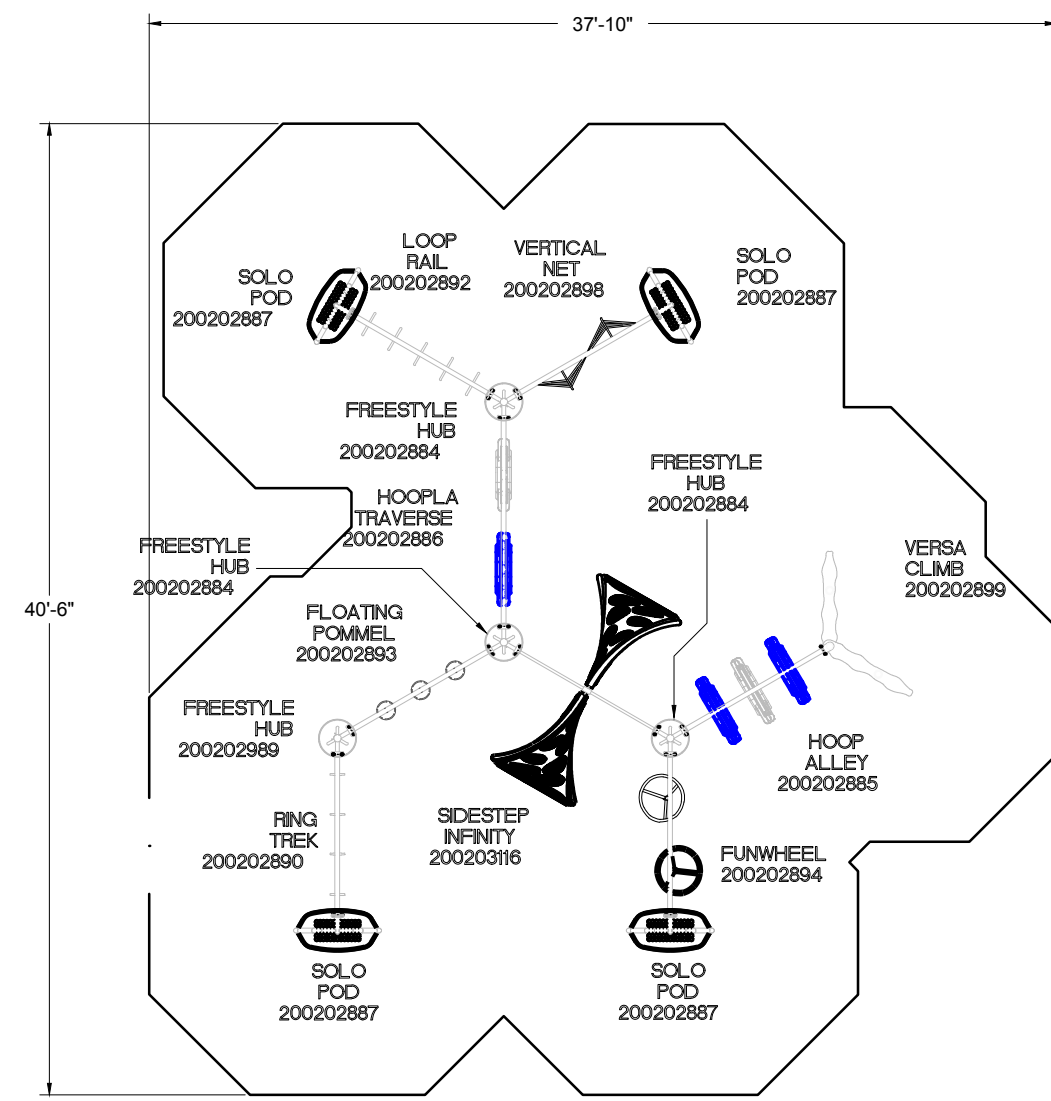 37'-10"
LOOP
RAIL
200202892
VERTICAL
NET
200202898
SOLO
POD
200202887
SOLO
POD
200202887
FREESTYLE
HUB
200202884
FREESTYLE
HUB
200202884
HOOPLA
TRAVERSE
200202886
FREESTYLE
HUB
200202884
VERSA
CLIMB
200202899
40'-6"
FLOATING
POMMEL
200202893
FREESTYLE
HUB
200202989
HOOP
ALLEY
200202885
RING
TREK
200202890
SIDESTEP
INFINITY
200203116
FUNWHEEL
200202894
SOLO
POD
200202887
SOLO
POD
200202887